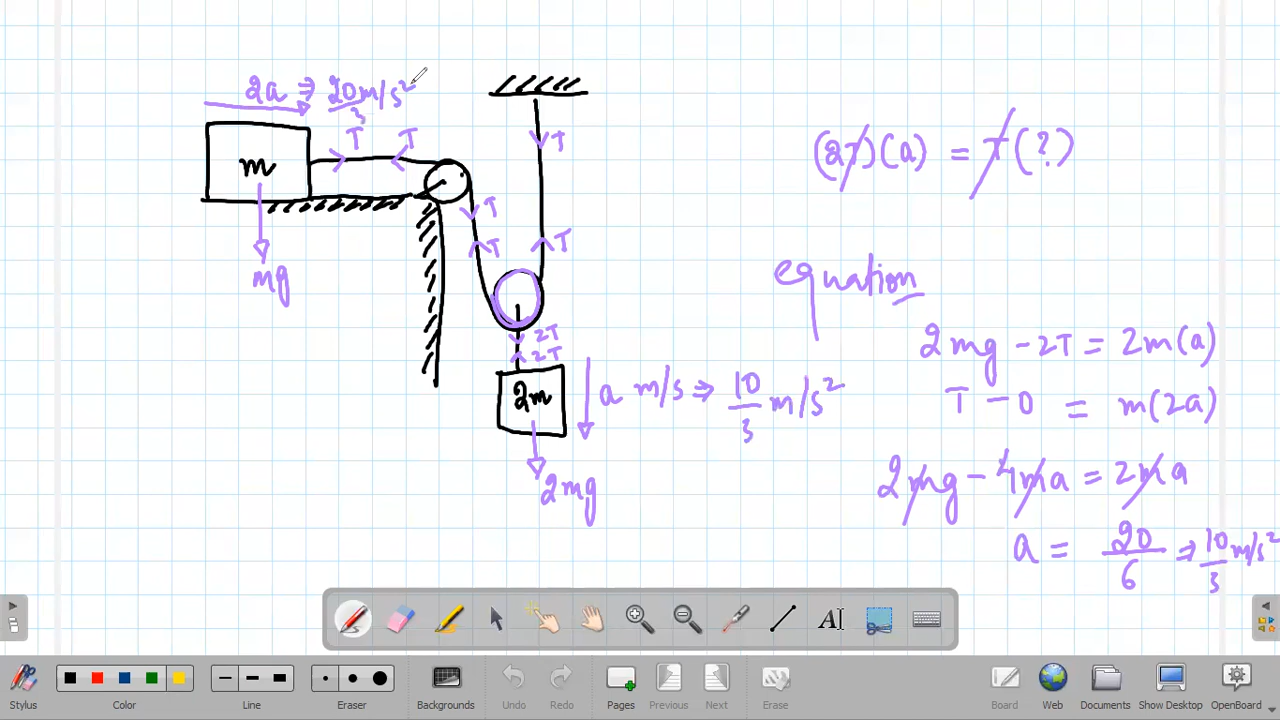 2a ⇒ 20/3 m/s²
T T
T
m
(2T)(a) = T(?)
T
T T
mg
equation
2T
2T
2mg - 2T = 2m(a)
2m
a m/s ⇒ 10/3 m/s²
T - 0 = m(2a)
2mg
2mg - 4ma = 2ma
a = 20/6 ⇒ 10/3 m/s²
AI
Stylus
Color
Line
Eraser
Backgrounds
Undo
Redo
Pages
Previous
Next
Erase
Board
Web
Documents
Show Desktop
OpenBoard